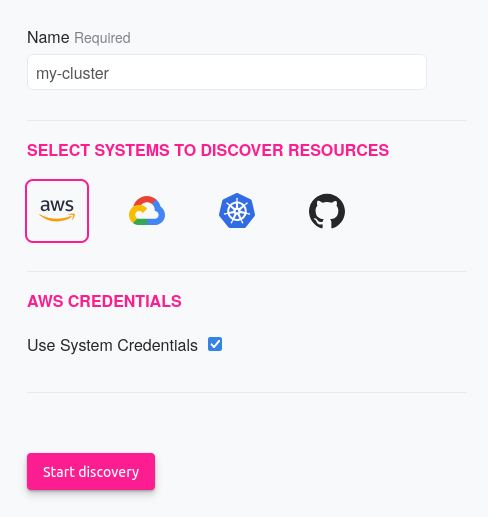 Name Required
my-cluster
SELECT SYSTEMS TO DISCOVER RESOURCES
aws
AWS CREDENTIALS
Use System Credentials
Start discovery